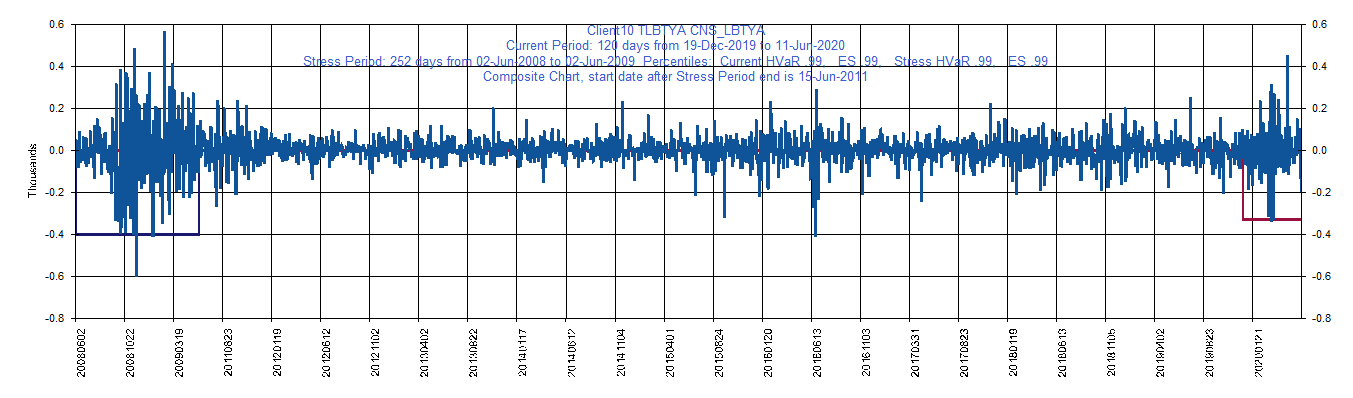 Client10 TLBTYA CNS_LBTYA
Current Period: 120 days from 19-Dec-2019 to 11-Jun-2020
Stress Period: 252 days from 02-Jun-2008 to 02-Jun-2009 Percentiles: Current HVaR .99, ES .99, Stress HVaR .99, ES .99
Composite Chart, start date after Stress Period end is 15-Jun-2011
0.6 0.6
0.4 0.4
0.2 0.2
0.0 0.0
-0.2 -0.2
-0.4 -0.4
-0.6 -0.6
-0.8 -0.8
Thousands
20080602 20081022 20090319 20110823 20120119 20120612 20121102 20130402 20130822 20140117 20140612 20141104 20150401 20150824 20160120 20160613 20161103 20170331 20170823 20180119 20180613 20181105 20190402 20190823 20200121